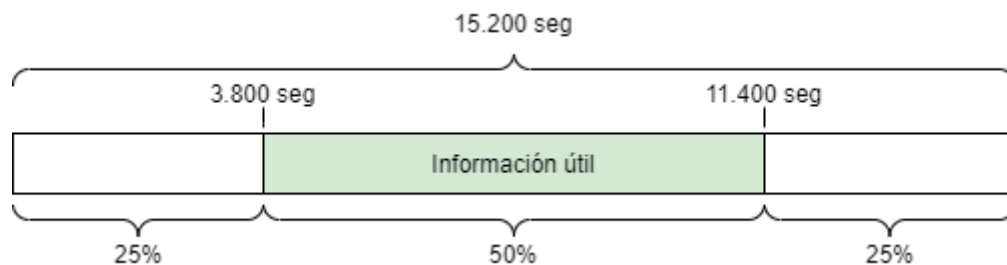 15.200 seg
3.800 seg
11.400 seg
Información útil
25%
50%
25%